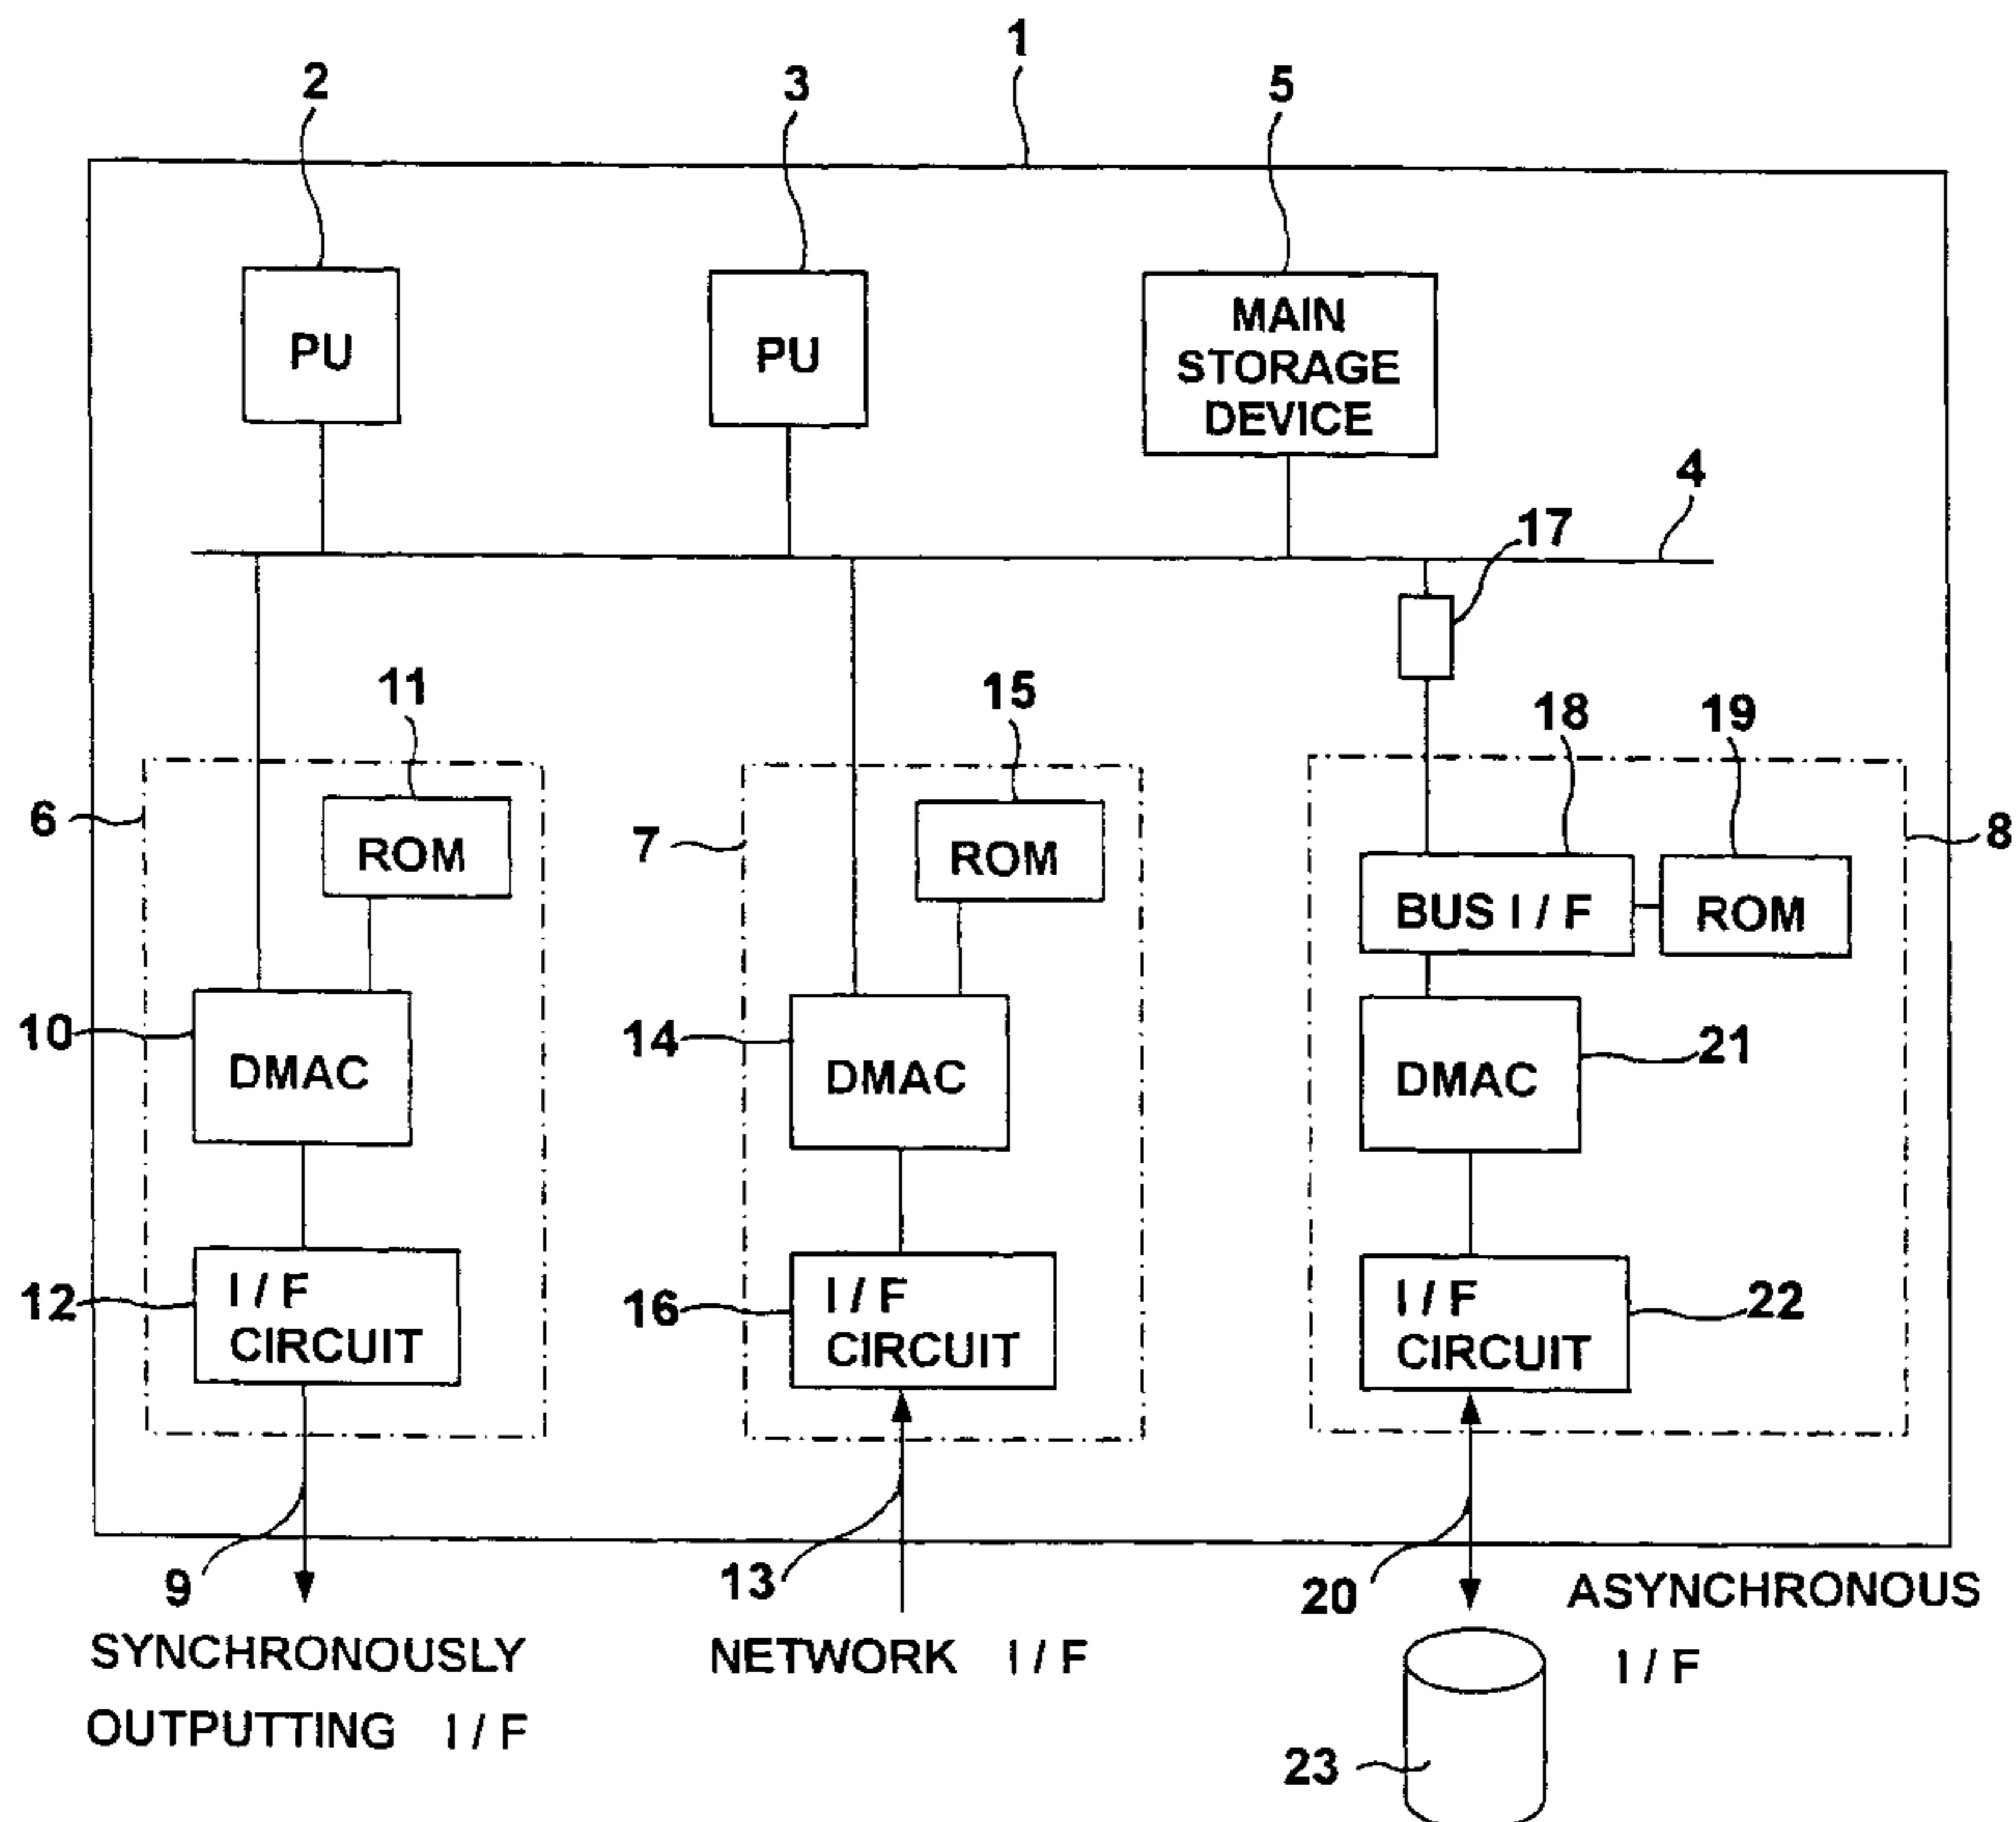 1
2
3
5
PU
PU
MAIN
STORAGE
DEVICE
4
17
11
15
18
19
6
ROM
7
ROM
8
BUS I / F
ROM
10
DMAC
14
DMAC
21
DMAC
12
I / F
CIRCUIT
16
I / F
CIRCUIT
22
I / F
CIRCUIT
9
13
20
ASYNCHRONOUS
I / F
SYNCHRONOUSLY
OUTPUTTING I / F
NETWORK I / F
23